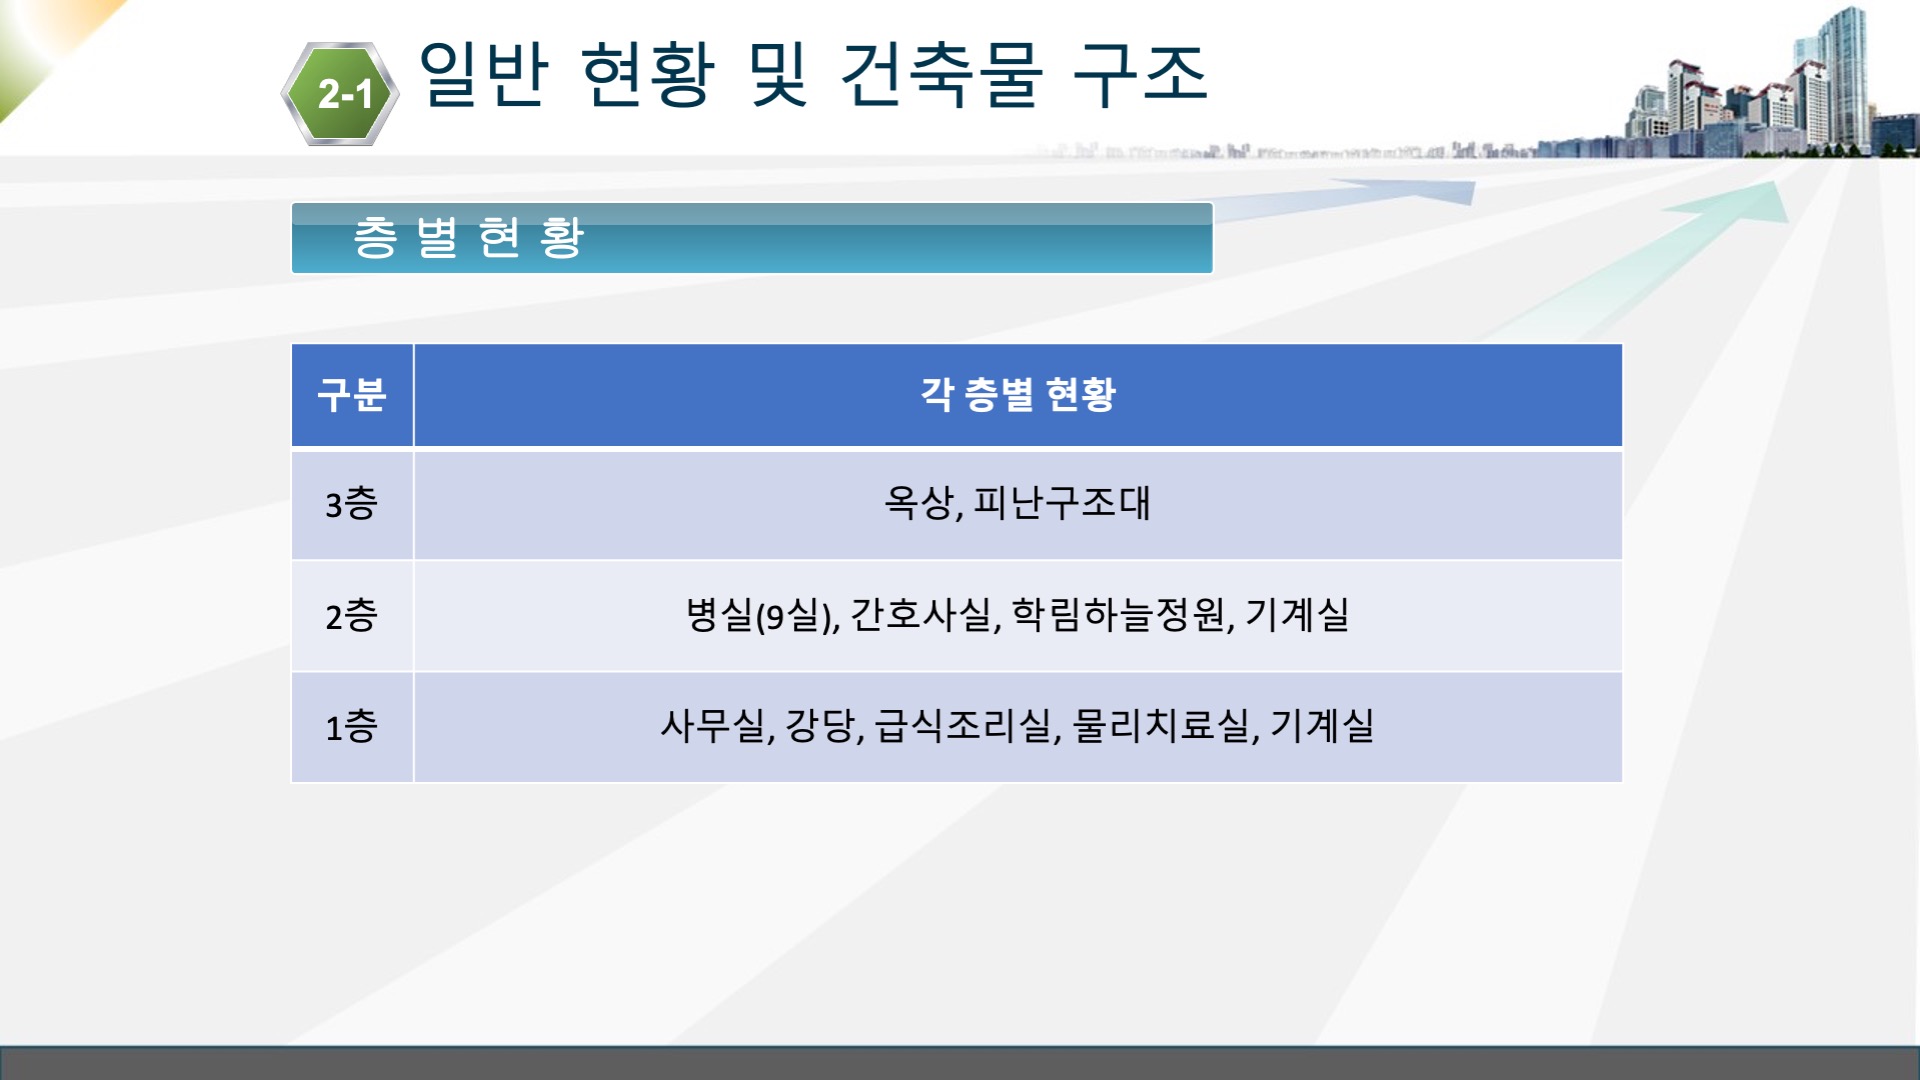 2-1
일반 현황 및 건축물 구조
층 별 현 황
구분 각 층별 현황
3층 옥상, 피난구조대
2층 병실(9실), 간호사실, 학림하늘정원, 기계실
1층 사무실, 강당, 급식조리실, 물리치료실, 기계실